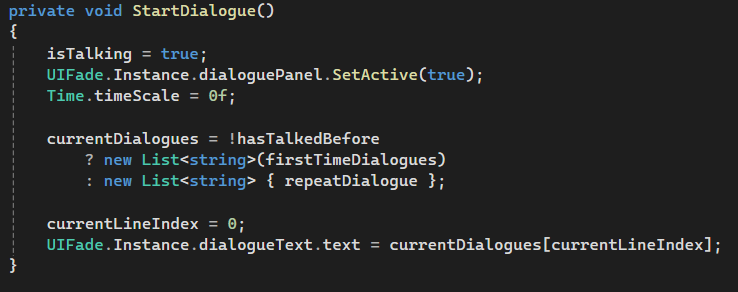 private void StartDialogue()
{
    isTalking = true;
    UIFade.Instance.dialoguePanel.SetActive(true);
    Time.timeScale = 0f;

    currentDialogues = !hasTalkedBefore
        ? new List<string>(firstTimeDialogues)
        : new List<string> { repeatDialogue };

    currentLineIndex = 0;
    UIFade.Instance.dialogueText.text = currentDialogues[currentLineIndex];
}